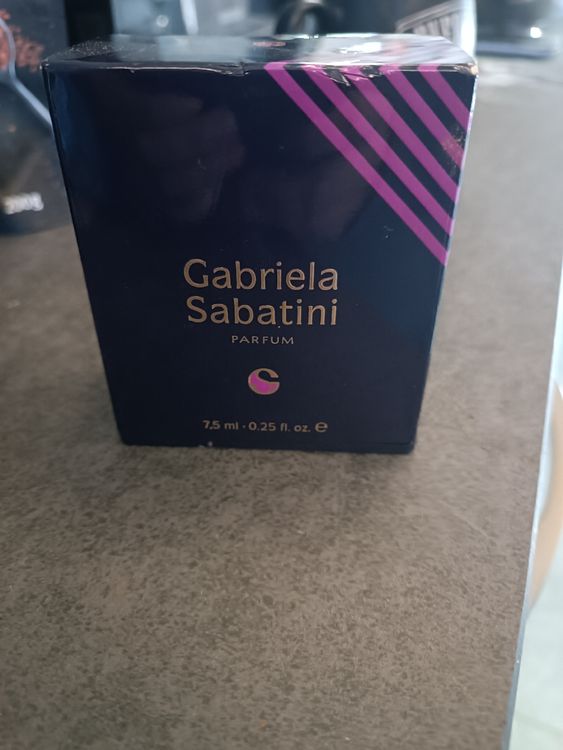 Gabriela
Sabatini
PARFUM
7,5 ml · 0.25 fl. oz. ℮